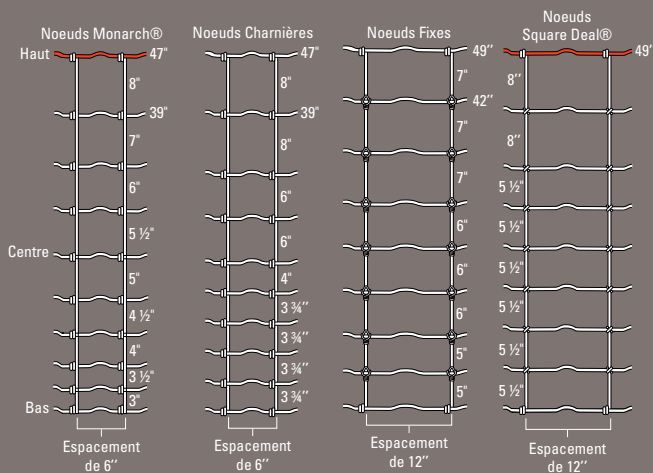 Noeuds Monarch®
Haut
47"
8"
39"
7"
6"
5 ½"
Centre
5"
4 ½"
4"
3 ½"
3"
Bas
Espacement
de 6’’
Noeuds Charnières
47"
8"
39"
8"
6"
6"
4"
3 ¾’’
3 ¾’’
3 ¾’’
3 ¾’’
Espacement
de 6’’
Noeuds Fixes
49’’
7"
42’’
7"
7"
6"
6"
6"
5"
5"
Espacement
de 12’’
Noeuds
Square Deal®
49’’
8’’
8’’
5 ½"
5 ½"
5 ½"
5 ½"
5 ½"
5 ½"
Espacement
de 12’’